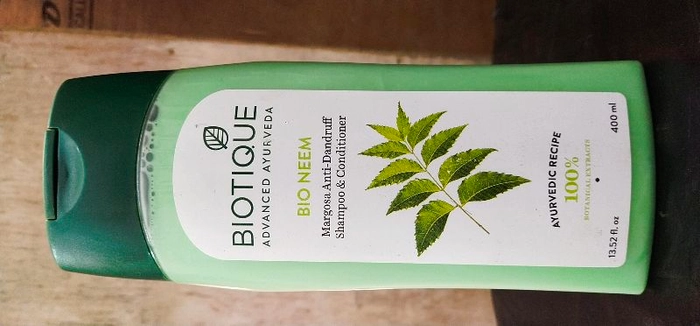 BIOTIQUE
ADVANCED AYURVEDA
BIO NEEM
Margosa Anti-Dandruff
Shampoo & Conditioner
AYURVEDIC RECIPE
100%
BOTANICAL EXTRACTS
13.52 fl. oz • 400 ml